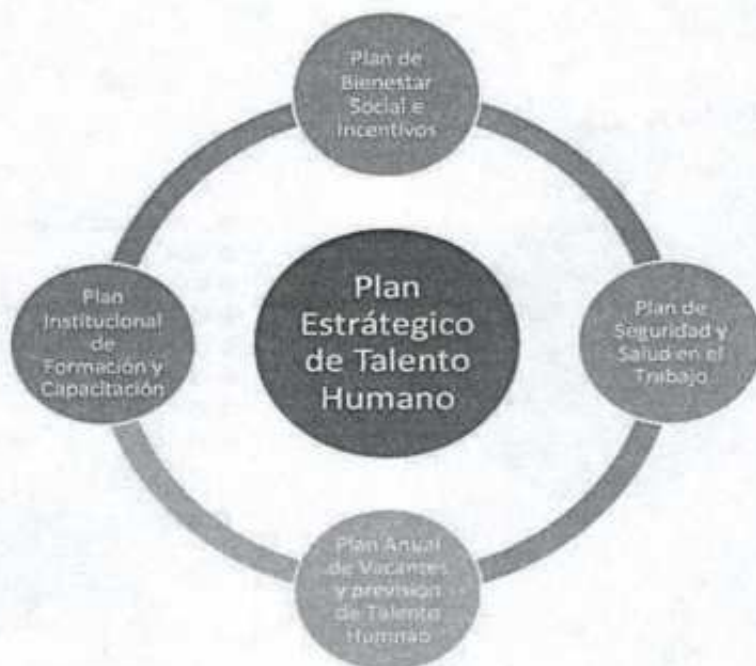 Plan de
Bienestar
Social e
Incentivos
Plan
Estrátegico
de Talento
Humano
Plan de
Seguridad y
Salud en el
Trabajo
Plan Anual
de Vacantes
y previsión
de Talento
Humnao
Plan
Institucional
de
Formación y
Capacitación